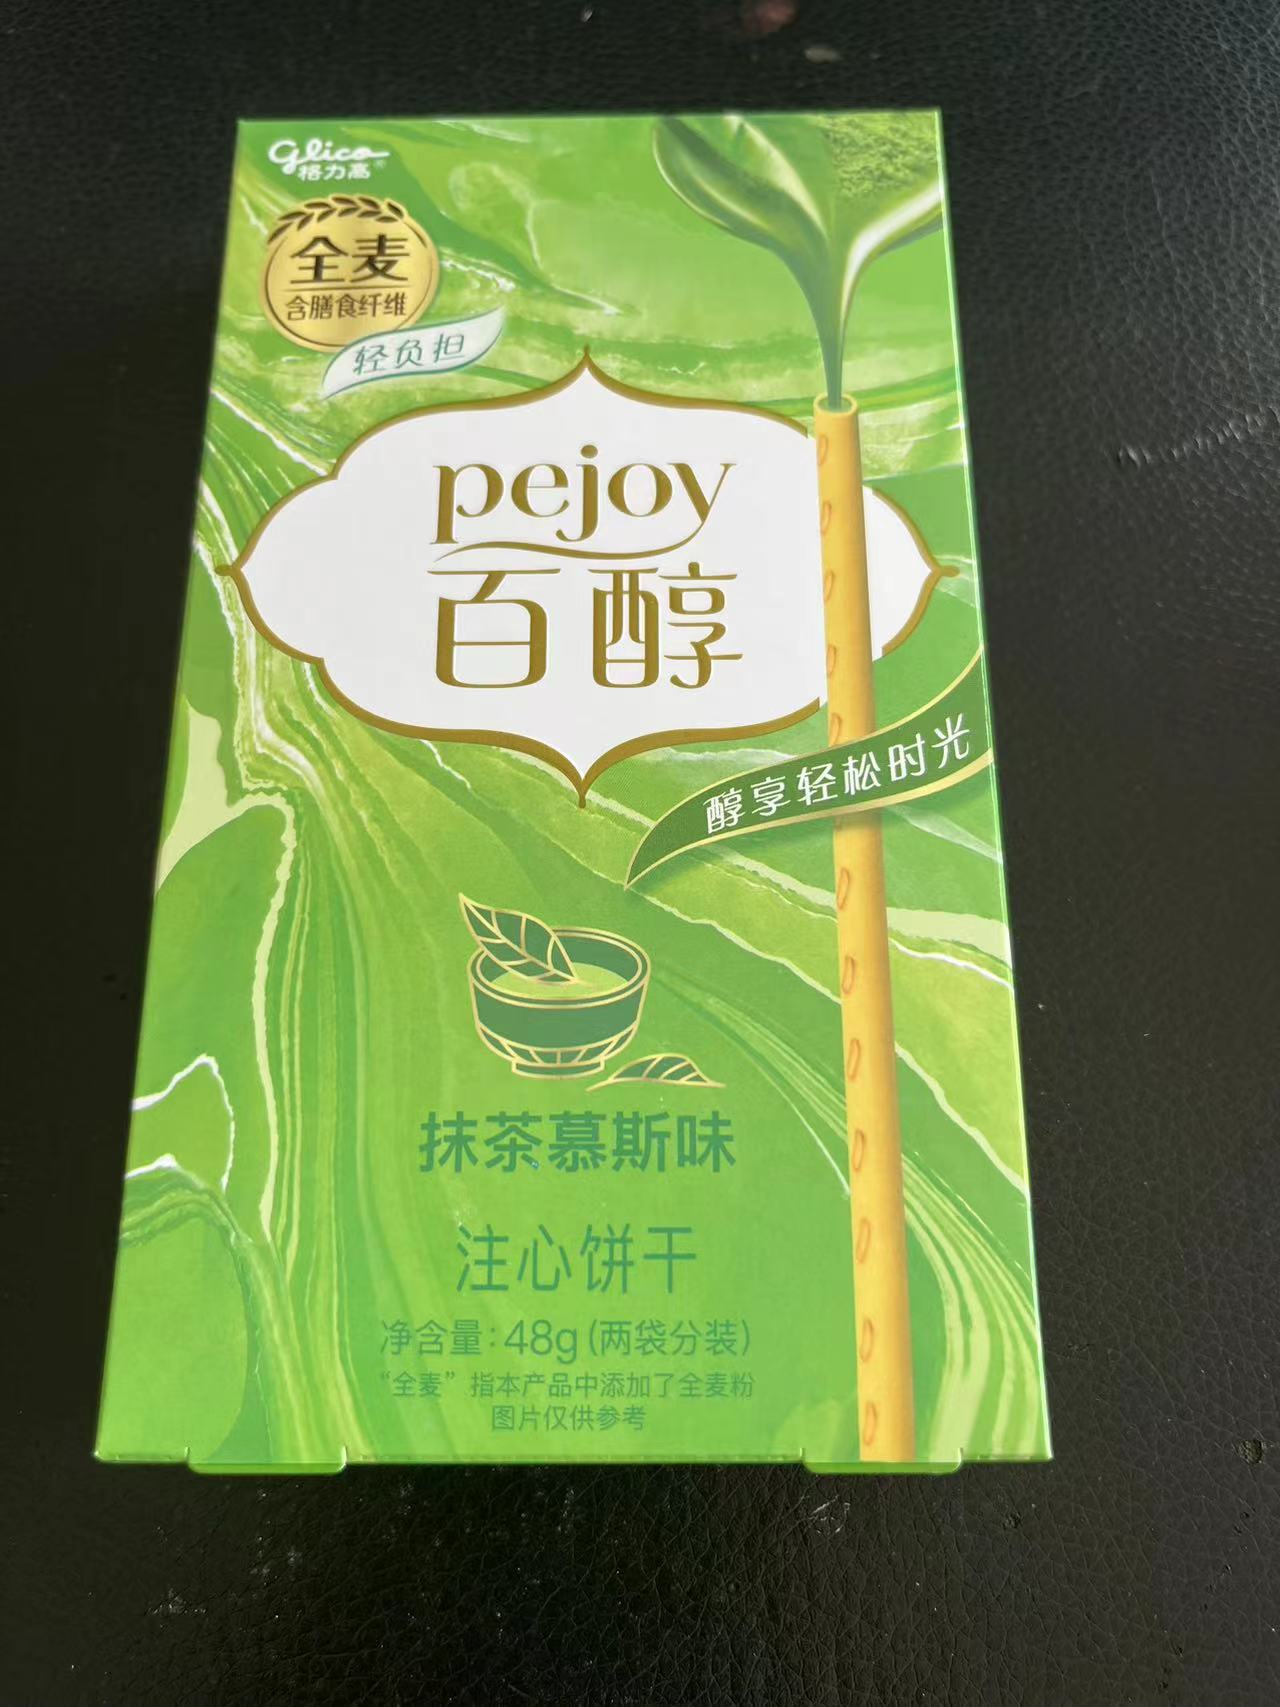 Glico®
格力高
全麦
含膳食纤维
轻负担
pejoy
百醇
醇享轻松时光
抹茶慕斯味
注心饼干
净含量:48g(两袋分装)
“全麦”指本产品中添加了全麦粉
图片仅供参考